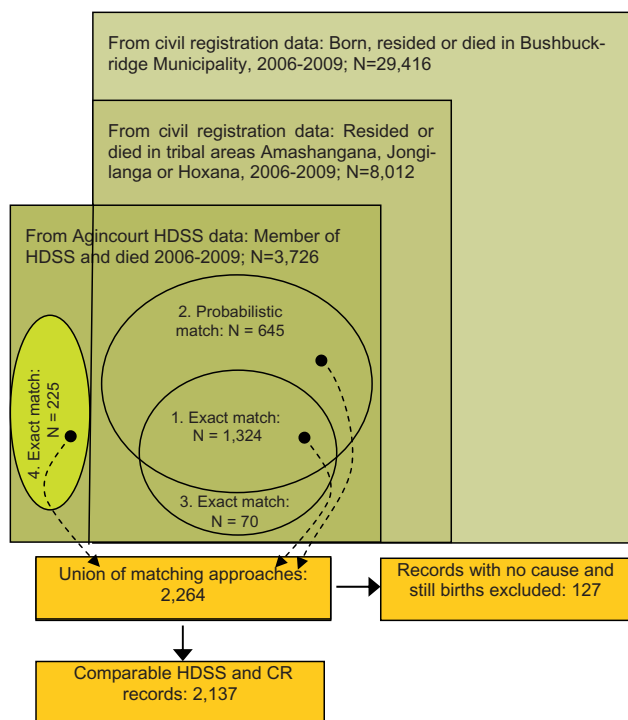 From civil registration data: Born, resided or died in Bushbuck-
ridge Municipality, 2006-2009; N=29,416
From civil registration data: Resided or
died in tribal areas Amashangana, Jongi-
langa or Hoxana, 2006-2009; N=8,012
From Agincourt HDSS data: Member of
HDSS and died 2006-2009; N=3,726
2. Probabilistic
match: N = 645
1. Exact match:
N = 1,324
4. Exact match:
N = 225
3. Exact match:
N = 70
Union of matching approaches:
2,264
Records with no cause and
still births excluded: 127
Comparable HDSS and CR
records: 2,137